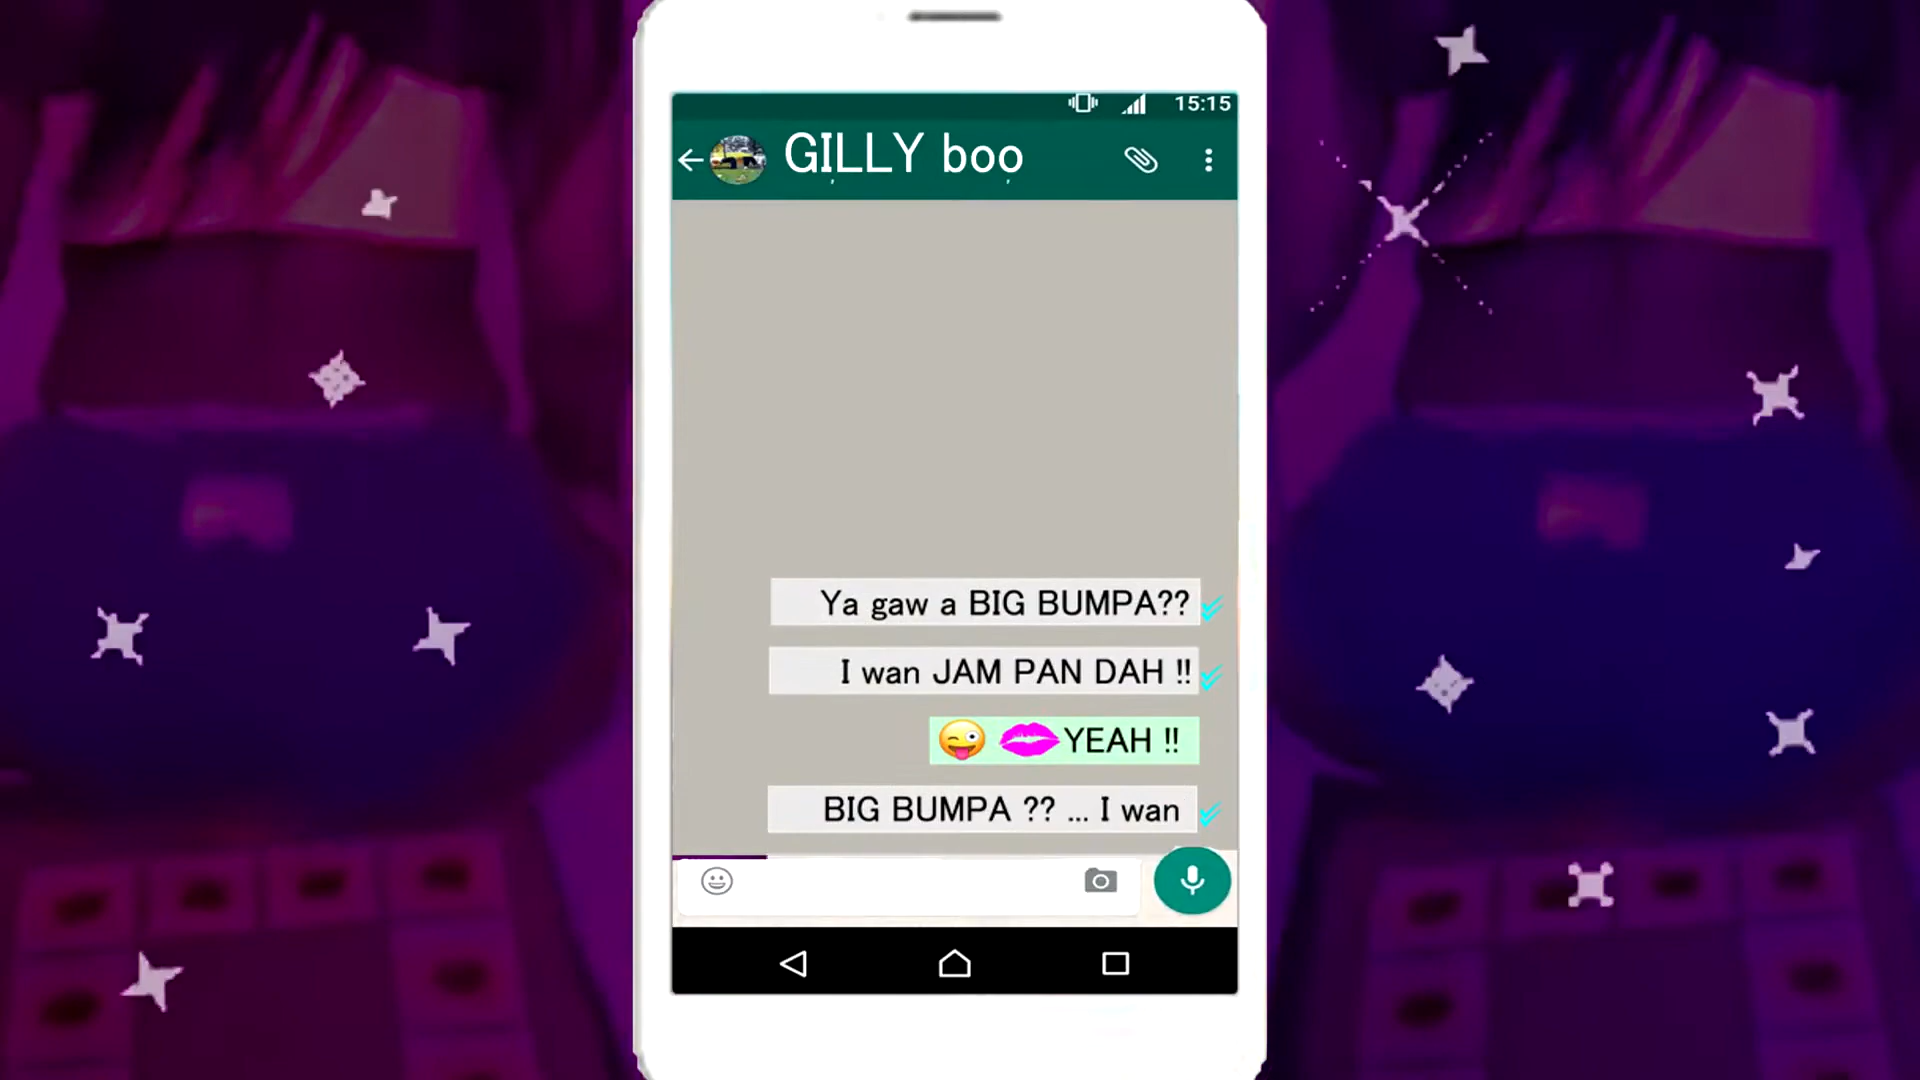 15:15
GILLY boo
Ya gaw a BIG BUMPA??
I wan JAM PAN DAH !!
😜 💋YEAH !!
BIG BUMPA ?? ... I wan